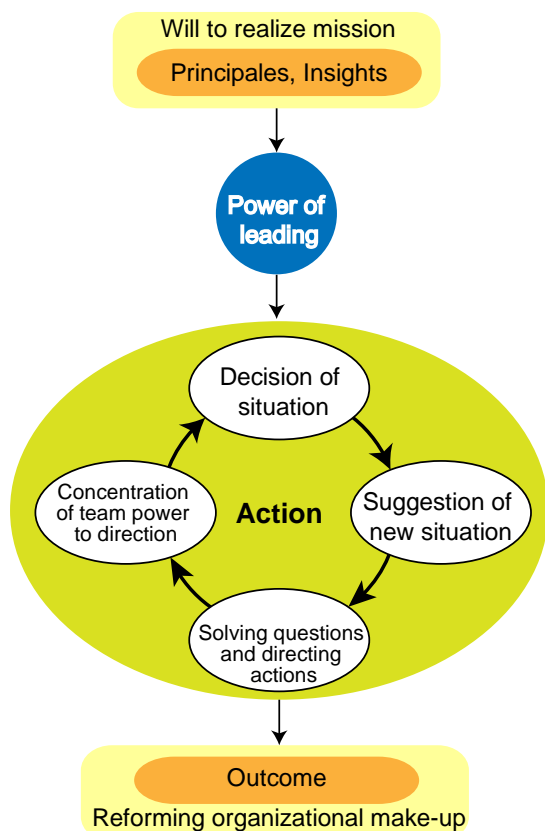 Will to realize mission
Principales, Insights
Power of
leading
Decision of
situation
Suggestion of
new situation
Action
Concentration
of team power
to direction
Solving questions
and directing
actions
Outcome
Reforming organizational make-up